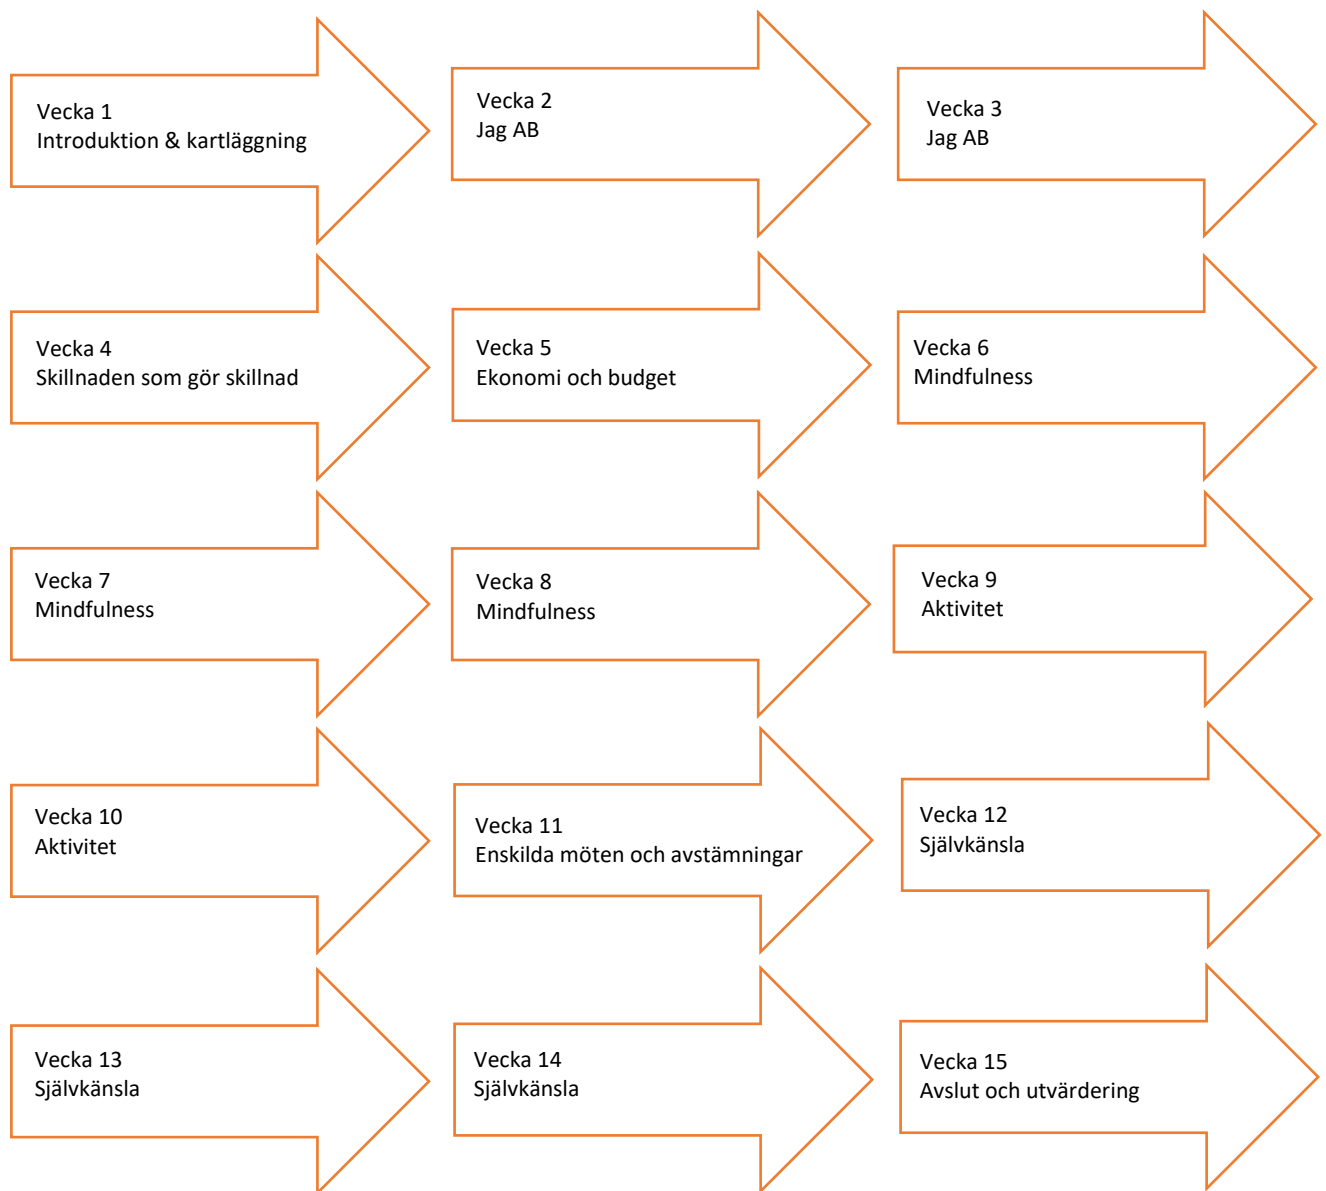 Vecka 1
Introduktion & kartläggning
Vecka 2
Jag AB
Vecka 3
Jag AB
Vecka 4
Skillnaden som gör skillnad
Vecka 5
Ekonomi och budget
Vecka 6
Mindfulness
Vecka 7
Mindfulness
Vecka 8
Mindfulness
Vecka 9
Aktivitet
Vecka 10
Aktivitet
Vecka 11
Enskilda möten och avstämningar
Vecka 12
Självkänsla
Vecka 13
Självkänsla
Vecka 14
Självkänsla
Vecka 15
Avslut och utvärdering